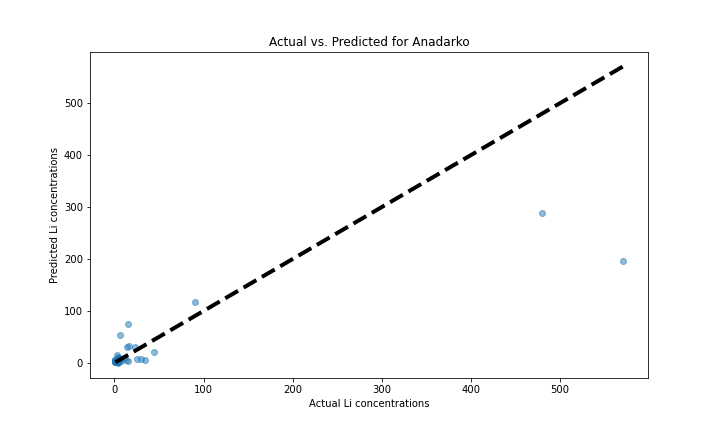 Actual vs. Predicted for Anadarko
Predicted Li concentrations
500
400
300
200
100
0
0 100 200 300 400 500
Actual Li concentrations